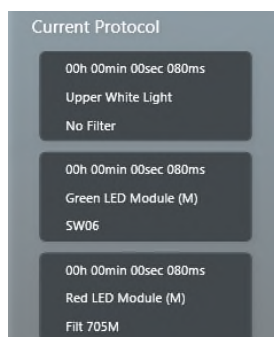 Current Protocol
00h 00min 00sec 080ms
Upper White Light
No Filter
00h 00min 00sec 080ms
Green LED Module (M)
SW06
00h 00min 00sec 080ms
Red LED Module (M)
Filt 705M